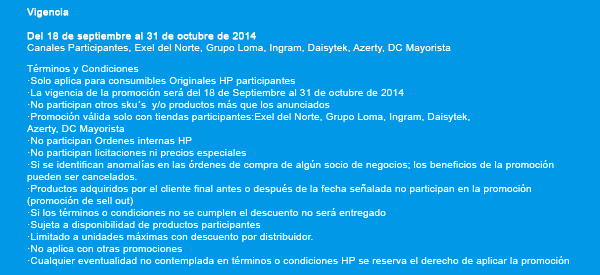 Vigencia
Del 18 de septiembre al 31 de octubre de 2014
Canales Participantes, Exel del Norte, Grupo Loma, Ingram, Daisytek, Azerty, DC Mayorista
Términos y Condiciones
·Solo aplica para consumibles Originales HP participantes
·La vigencia de la promoción será del 18 de Septiembre al 31 de octubre de 2014
·No participan otros sku´s  y/o productos más que los anunciados
·Promoción válida solo con tiendas participantes:Exel del Norte, Grupo Loma, Ingram, Daisytek,
Azerty, DC Mayorista
·No participan Ordenes internas HP
·No participan licitaciones ni precios especiales
·Si se identifican anomalías en las órdenes de compra de algún socio de negocios; los beneficios de la promoción
pueden ser cancelados.
·Productos adquiridos por el cliente final antes o después de la fecha señalada no participan en la promoción
(promoción de sell out)
·Si los términos o condiciones no se cumplen el descuento no será entregado
·Sujeta a disponibilidad de productos participantes
·Limitado a unidades máximas con descuento por distribuidor.
·No aplica con otras promociones
·Cualquier eventualidad no contemplada en términos o condiciones HP se reserva el derecho de aplicar la promoción